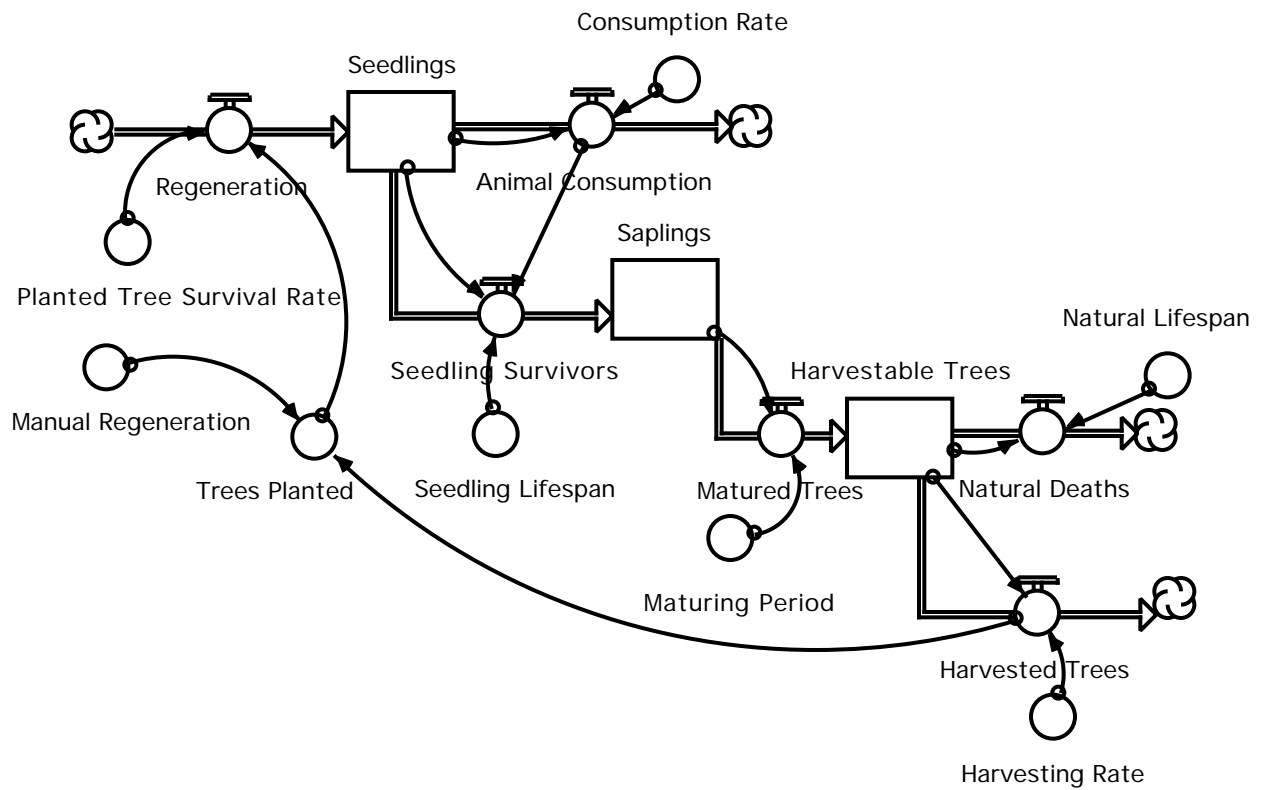 Consumption Rate
Seedlings
Regeneration
Animal Consumption
Saplings
Planted Tree Survival Rate
Natural Lifespan
Seedling Survivors
Harvestable Trees
Manual Regeneration
Trees Planted
Seedling Lifespan
Matured Trees
Natural Deaths
Maturing Period
Harvested Trees
Harvesting Rate